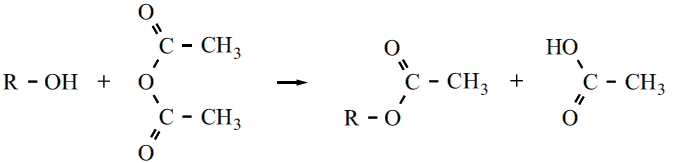 O
C – CH₃ O HO
R – OH + O → C – CH₃ + C – CH₃
C – CH₃ R – O O
O